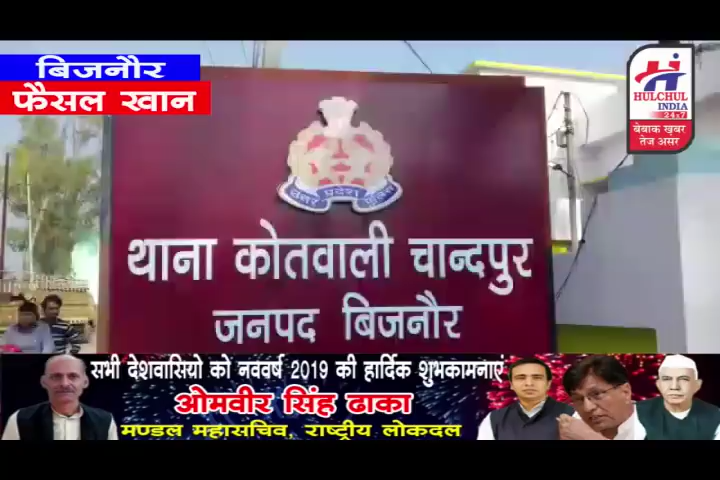 बिजनौर
फैसल खान
HULCHUL
INDIA
24x7
बेबाक ख़बर
तेज असर
उत्तर प्रदेश पुलिस
थाना कोतवाली चान्दपुर
जनपद बिजनौर
सभी देशवासियो को नववर्ष 2019 की हार्दिक शुभकामनाएं
ओमवीर सिंह ढाका
मण्डल महासचिव, राष्ट्रीय लोकदल